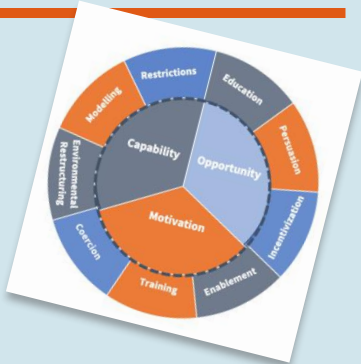 Restrictions
Education
Persuasion
Incentivization
Enablement
Training
Coercion
Environmental
Restructuring
Modelling
Capability
Opportunity
Motivation